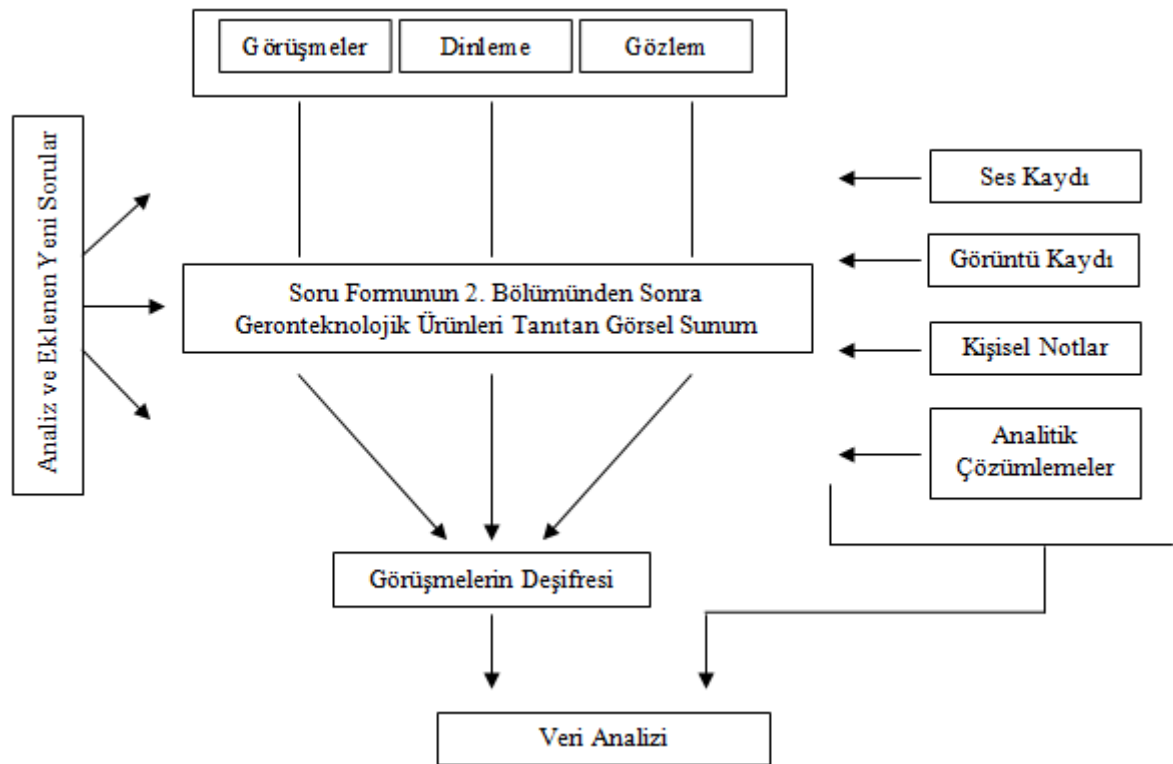 Görüşmeler
Dinleme
Gözlem
Analiz ve Eklenen Yeni Sorular
Ses Kaydı
Görüntü Kaydı
Soru Formunun 2. Bölümünden Sonra
Geronteknolojik Ürünleri Tanıtan Görsel Sunum
Kişisel Notlar
Analitik
Çözümlemeler
Görüşmelerin Deşifresi
Veri Analizi